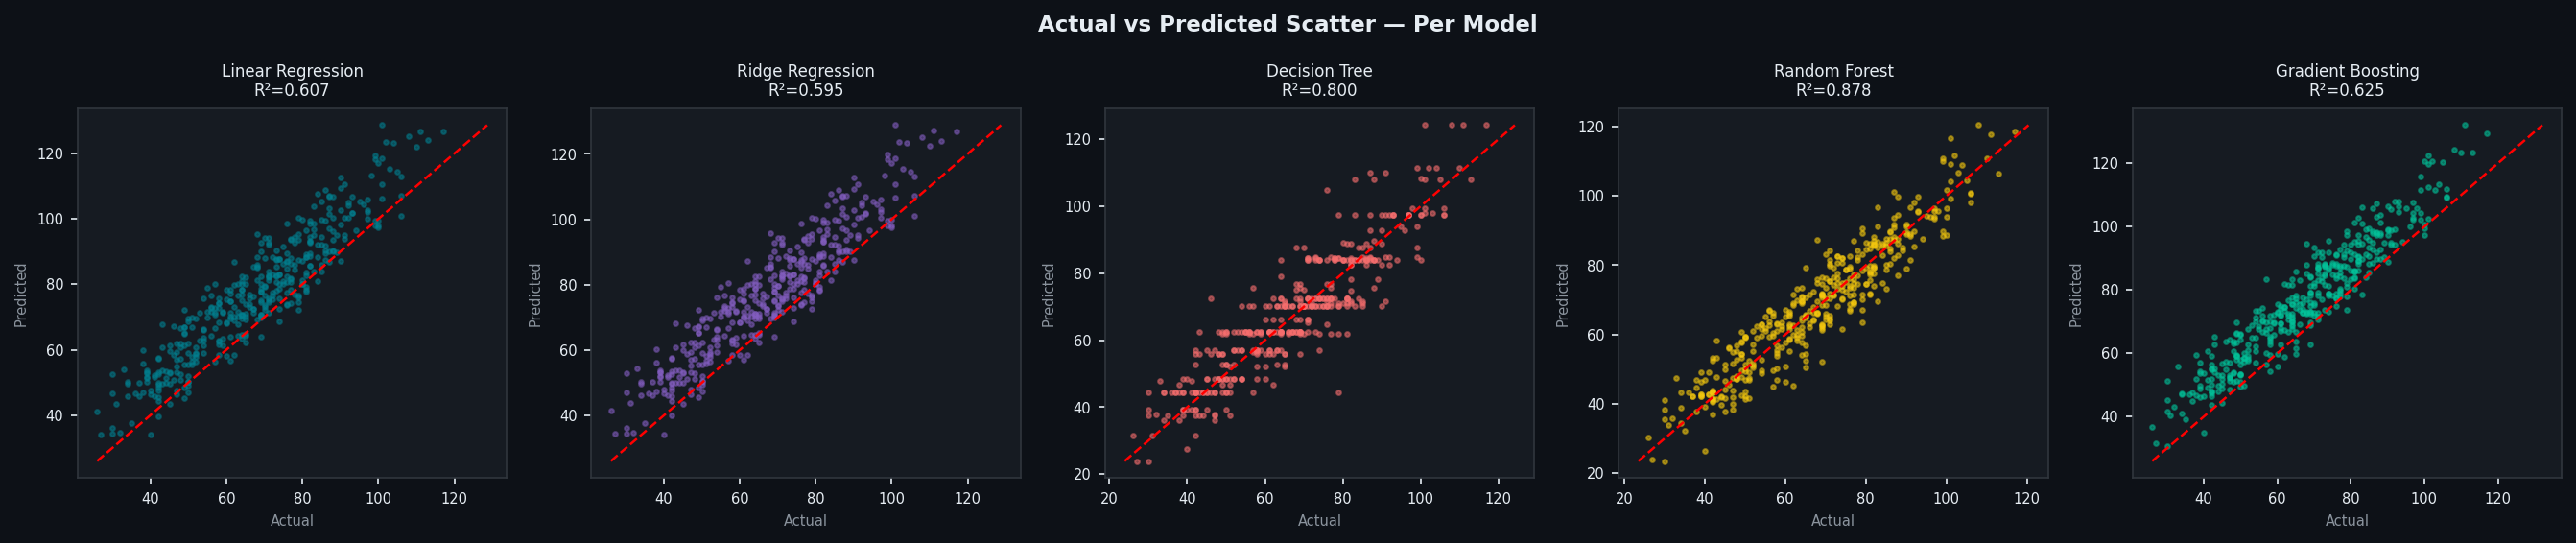 Actual vs Predicted Scatter — Per Model
Linear Regression
R²=0.607
Predicted
120
100
80
60
40
40 60 80 100 120
Actual
Ridge Regression
R²=0.595
Predicted
120
100
80
60
40
40 60 80 100 120
Actual
Decision Tree
R²=0.800
Predicted
120
100
80
60
40
20
20 40 60 80 100 120
Actual
Random Forest
R²=0.878
Predicted
120
100
80
60
40
20
20 40 60 80 100 120
Actual
Gradient Boosting
R²=0.625
Predicted
120
100
80
60
40
40 60 80 100 120
Actual